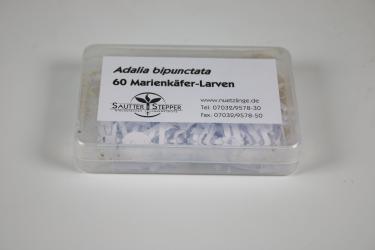 Adalia bipunctata
60 Marienkäfer-Larven
SAUTTER STEPPER
www.nuetzlinge.de
Tel: 07032/9578-30
Fax: 07032/9578-50